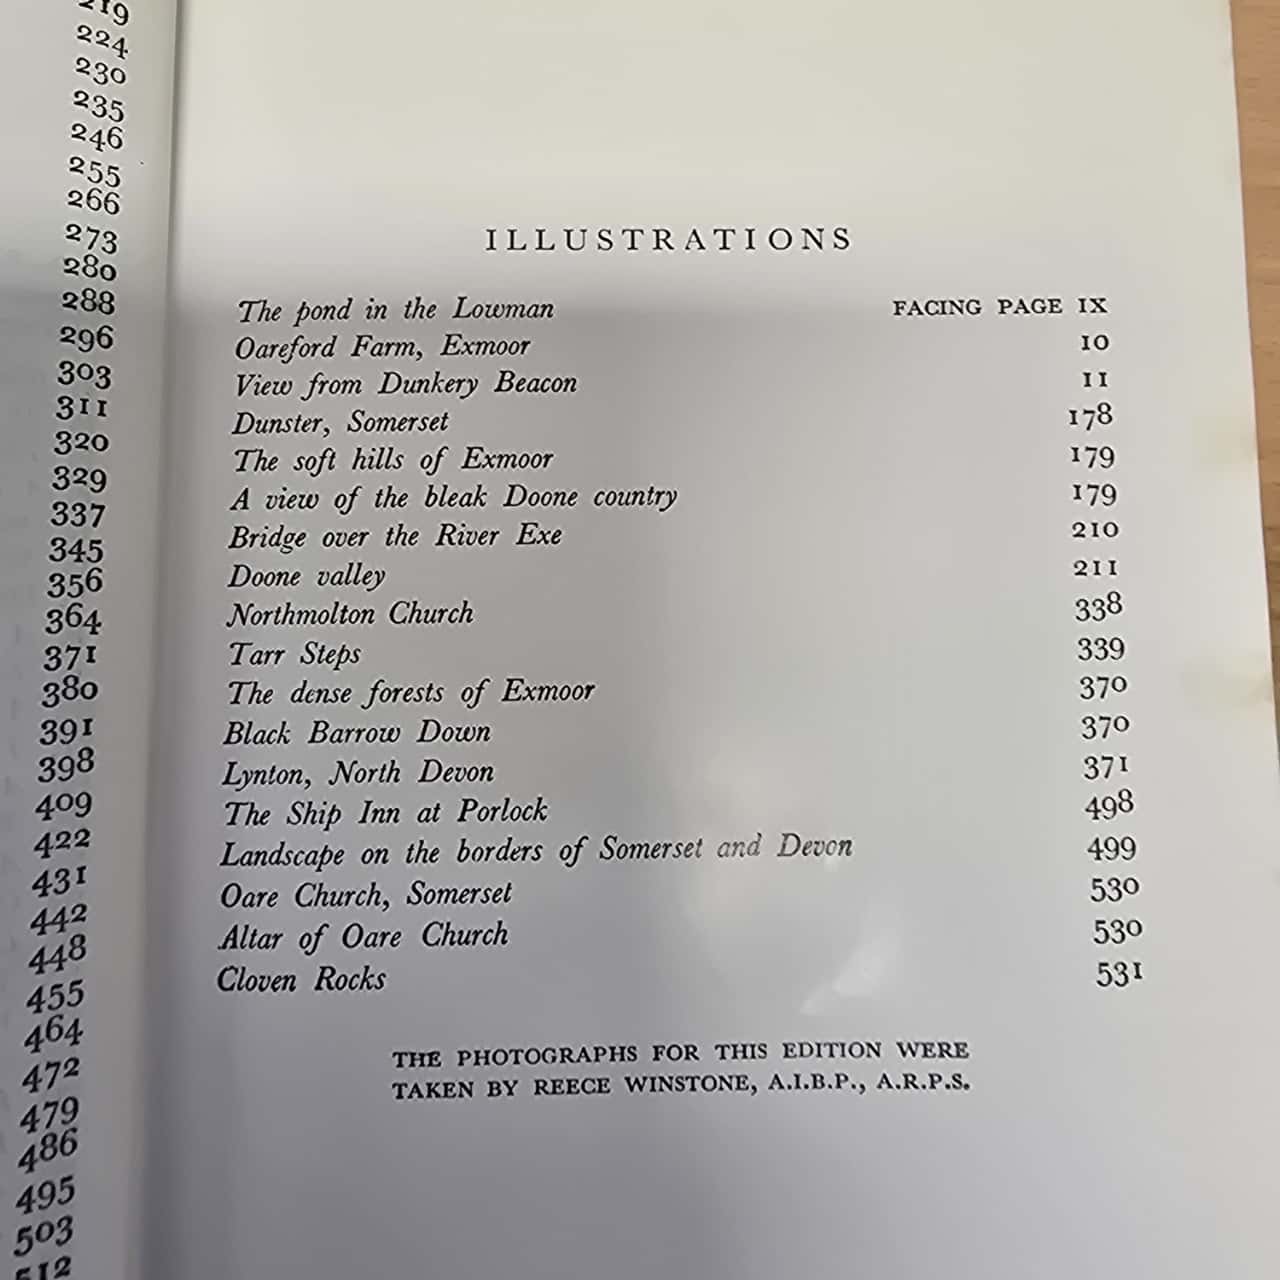 219
224
230
235
246
255
266
273
280
288
296
303
311
320
329
337
345
356
364
371
380
391
398
409
422
431
442
448
455
464
472
479
486
495
503
512
ILLUSTRATIONS
The pond in the Lowman FACING PAGE IX
Oareford Farm, Exmoor 10
View from Dunkery Beacon 11
Dunster, Somerset 178
The soft hills of Exmoor 179
A view of the bleak Doone country 179
Bridge over the River Exe 210
Doone valley 211
Northmolton Church 338
Tarr Steps 339
The dense forests of Exmoor 370
Black Barrow Down 370
Lynton, North Devon 371
The Ship Inn at Porlock 498
Landscape on the borders of Somerset and Devon 499
Oare Church, Somerset 530
Altar of Oare Church 530
Cloven Rocks 531
THE PHOTOGRAPHS FOR THIS EDITION WERE
TAKEN BY REECE WINSTONE, A.I.B.P., A.R.P.S.